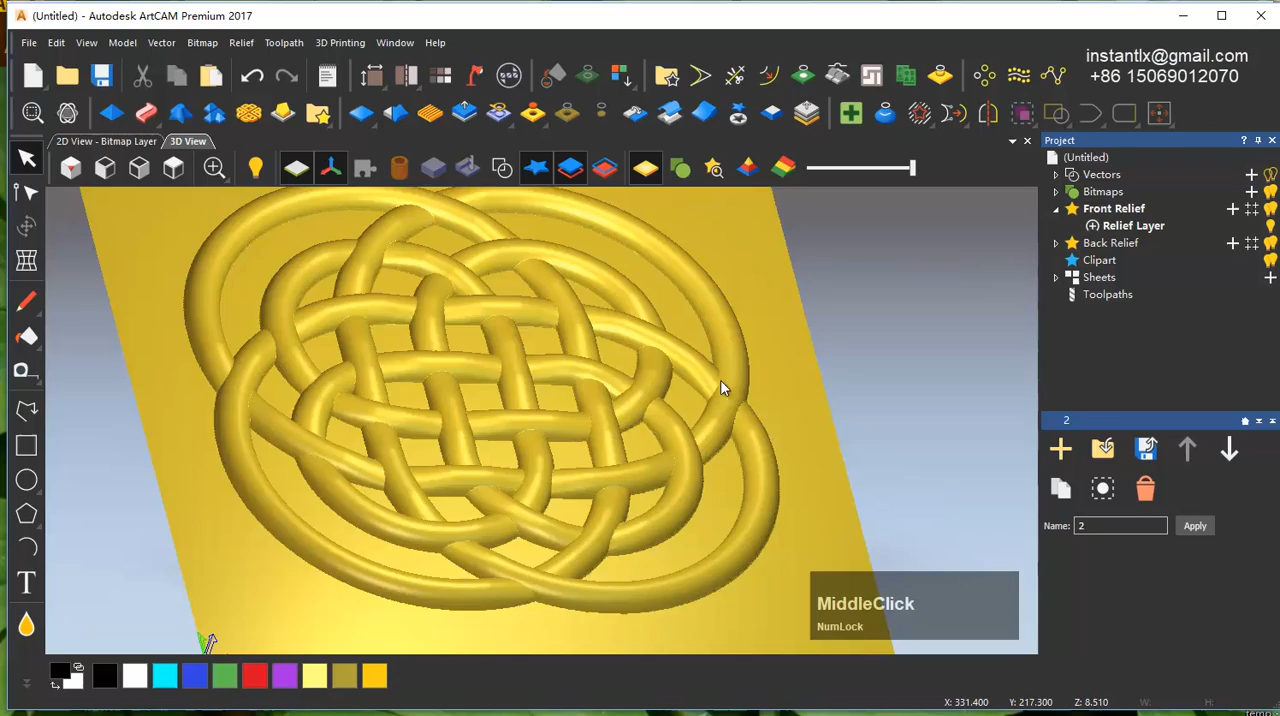 (Untitled) - Autodesk ArtCAM Premium 2017
File Edit View Model Vector Bitmap Relief Toolpath 3D Printing Window Help
instantlx@gmail.com
+86 15069012070
2D View - Bitmap Layer 3D View
Project
(Untitled)
Vectors
Bitmaps
Front Relief
Relief Layer
Back Relief
Clipart
Sheets
Toolpaths
2
Name: 2 Apply
MiddleClick
NumLock
X: 331.400 Y: 217.300 Z: 8.510 W: H: